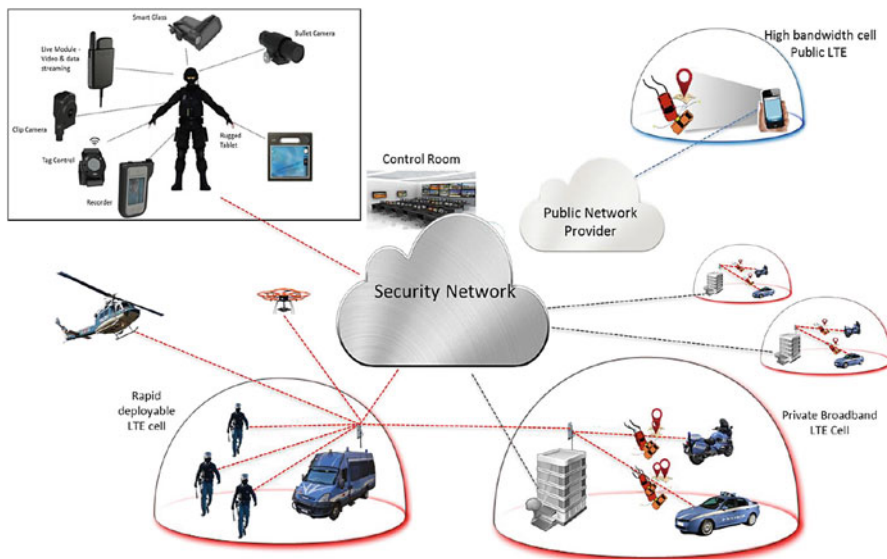 Smart Glass
Bullet Camera
Live Module -
Video & data
streaming
Clip Camera
Tag Control
Recorder
Rugged
Tablet
High bandwidth cell
Public LTE
Control Room
Public Network
Provider
Security Network
Rapid
deployable
LTE cell
Private Broadband
LTE Cell